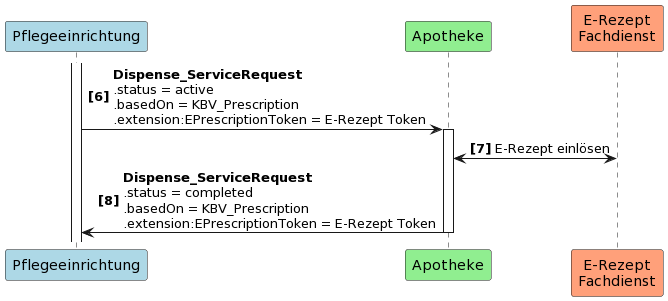 Pflegeeinrichtung
Apotheke
E-Rezept
Fachdienst
Dispense_ServiceRequest
[6] .status = active
.basedOn = KBV_Prescription
.extension:EPrescriptionToken = E-Rezept Token
[7] E-Rezept einlösen
Dispense_ServiceRequest
[8] .status = completed
.basedOn = KBV_Prescription
.extension:EPrescriptionToken = E-Rezept Token
Pflegeeinrichtung
Apotheke
E-Rezept
Fachdienst